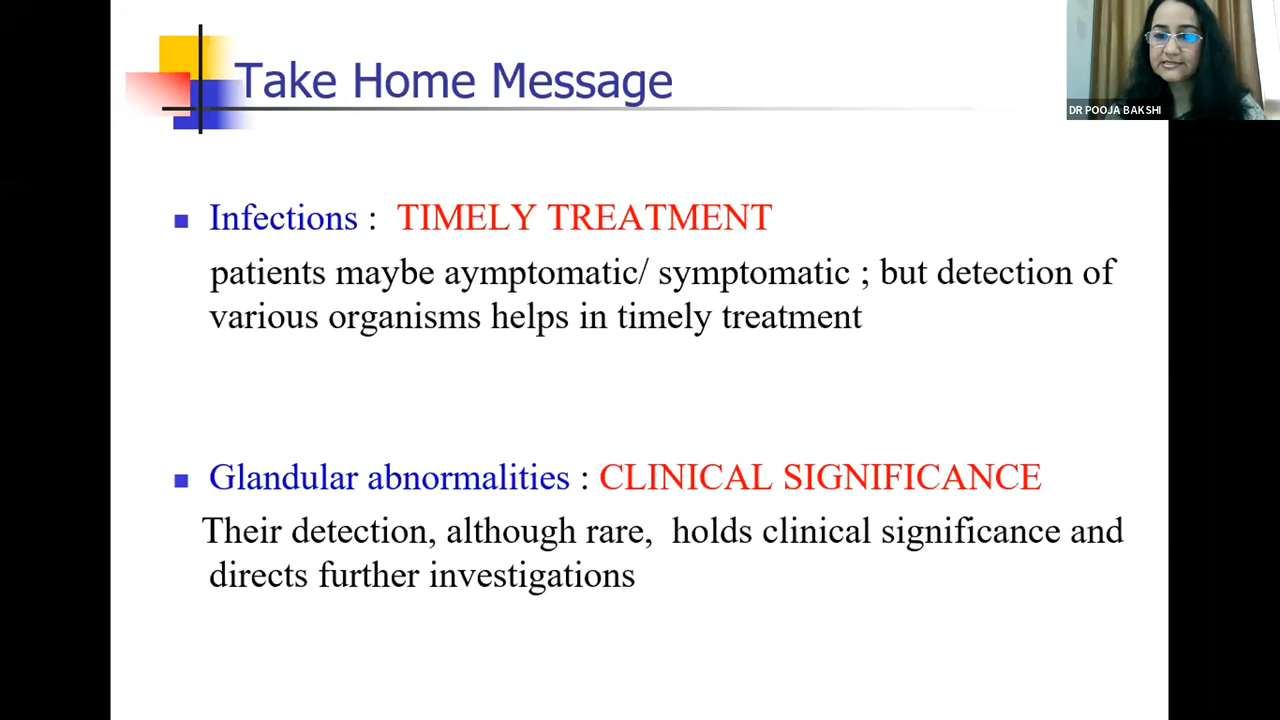 Take Home Message
DR POOJA BAKSHI
Infections : TIMELY TREATMENT
patients maybe aymptomatic/ symptomatic ; but detection of
various organisms helps in timely treatment
Glandular abnormalities : CLINICAL SIGNIFICANCE
Their detection, although rare, holds clinical significance and
directs further investigations